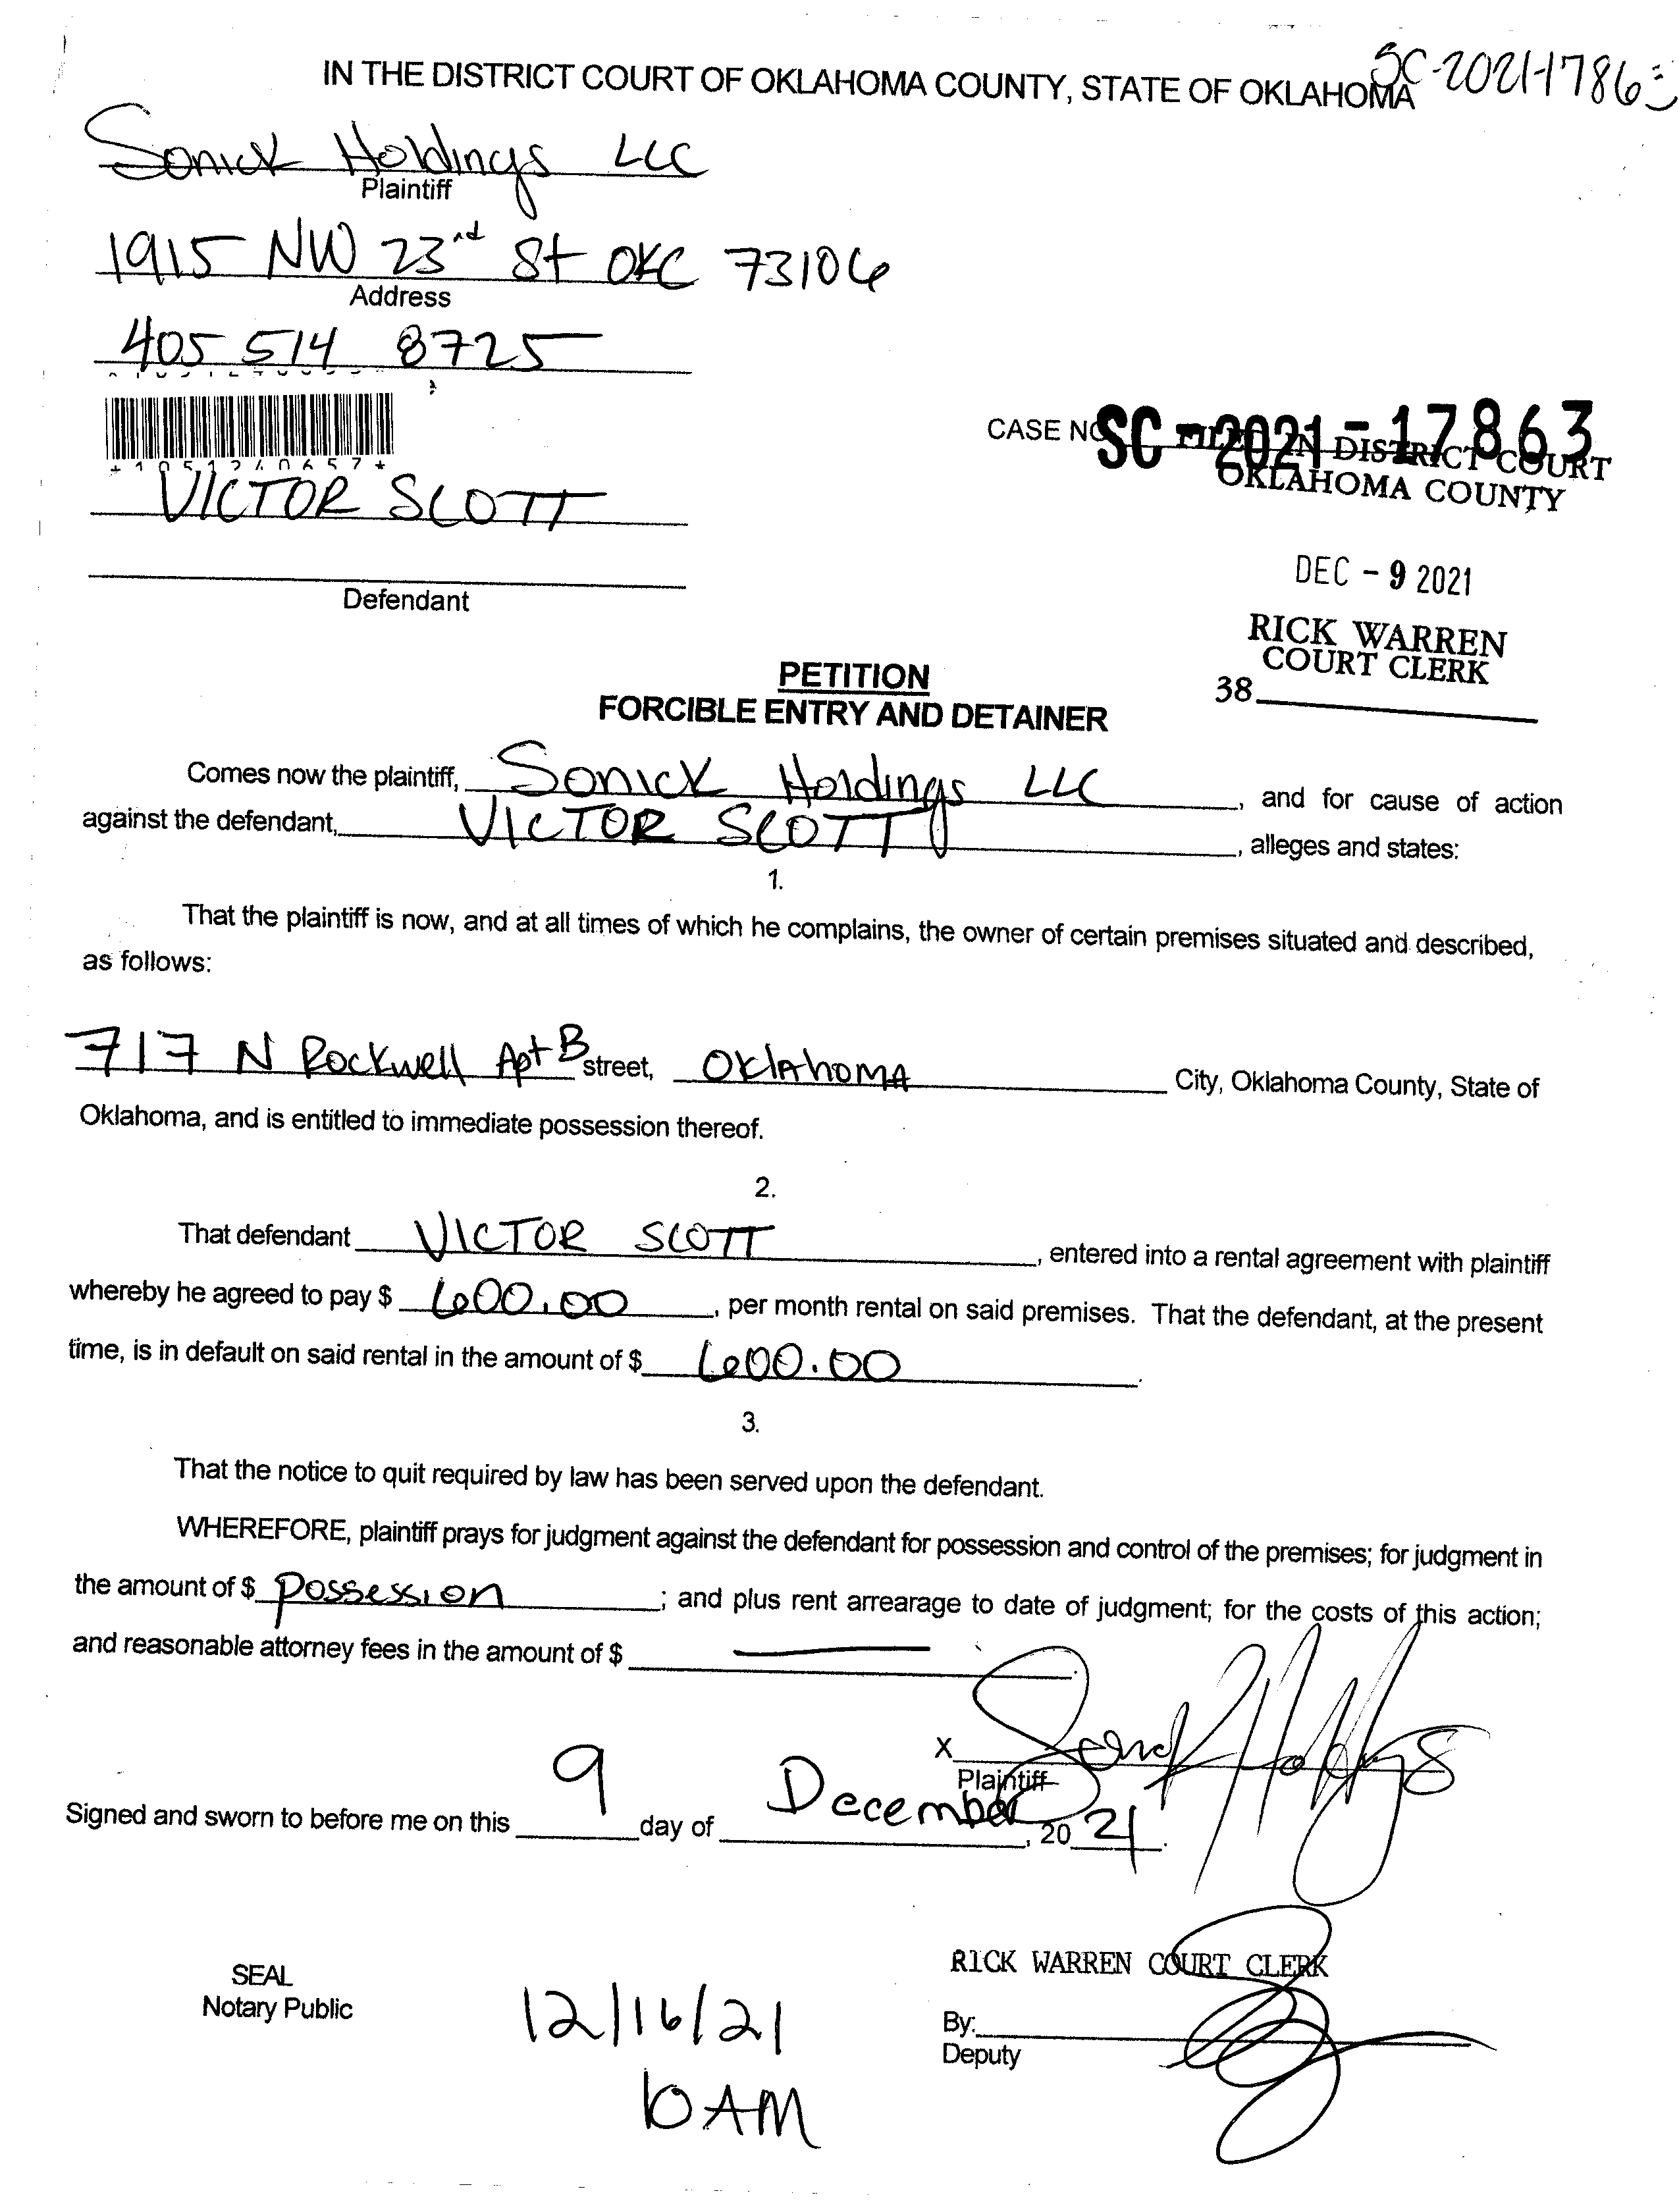 IN THE DISTRICT COURT OF OKLAHOMA COUNTY, STATE OF OKLAHOMA
SC-2021-1786
Sonick Holdings LLC
Plaintiff
1915 NW 23rd St OKC 73106
Address
405 514 8725
*1051240657*
CASE NO SC-2021-17863
FILED IN DISTRICT COURT
OKLAHOMA COUNTY
VICTOR SCOTT
DEC - 9 2021
Defendant
RICK WARREN
COURT CLERK
38
PETITION
FORCIBLE ENTRY AND DETAINER
Comes now the plaintiff, Sonick Holdings LLC, and for cause of action
against the defendant, VICTOR SCOTT, alleges and states:
1.
That the plaintiff is now, and at all times of which he complains, the owner of certain premises situated and described,
as follows:
717 N Rockwell Apt B street, Oklahoma City, Oklahoma County, State of
Oklahoma, and is entitled to immediate possession thereof.
2.
That defendant VICTOR SCOTT, entered into a rental agreement with plaintiff
whereby he agreed to pay $ 600.00, per month rental on said premises. That the defendant, at the present
time, is in default on said rental in the amount of $ 600.00.
3.
That the notice to quit required by law has been served upon the defendant.
WHEREFORE, plaintiff prays for judgment against the defendant for possession and control of the premises; for judgment in
the amount of $ Possession; and plus rent arrearage to date of judgment; for the costs of this action;
and reasonable attorney fees in the amount of $ —.
X Sonick Holdings
Plaintiff
Signed and sworn to before me on this 9 day of December, 20 21.
RICK WARREN COURT CLERK
SEAL
Notary Public
12/16/21
By:
Deputy
10 AM